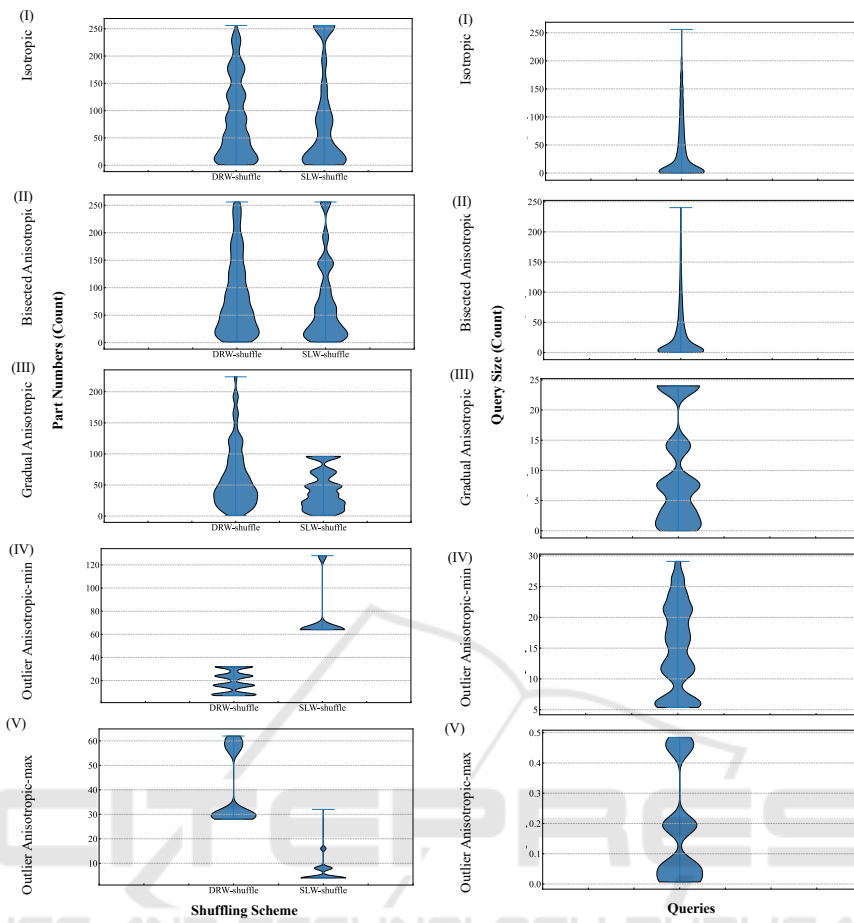 (I)
Isotropic
250
200
150
100
50
0
DRW-shuffle SLW-shuffle
(II)
Bisected Anisotropic
250
200
150
100
50
0
DRW-shuffle SLW-shuffle
Part Numbers (Count)
(III)
Gradual Anisotropic
200
150
100
50
0
DRW-shuffle SLW-shuffle
(IV)
Outlier Anisotropic-min
120
100
80
60
40
20
DRW-shuffle SLW-shuffle
(V)
Outlier Anisotropic-max
60
50
40
30
20
10
DRW-shuffle SLW-shuffle
Shuffling Scheme
(I)
Isotropic
250
200
150
100
50
0
(II)
Bisected Anisotropic
250
200
150
100
50
0
Query Size (Count)
(III)
Gradual Anisotropic
25
20
15
10
5
0
(IV)
Outlier Anisotropic-min
30
25
20
15
10
5
(V)
Outlier Anisotropic-max
0.5
0.4
0.3
0.2
0.1
0.0
Queries